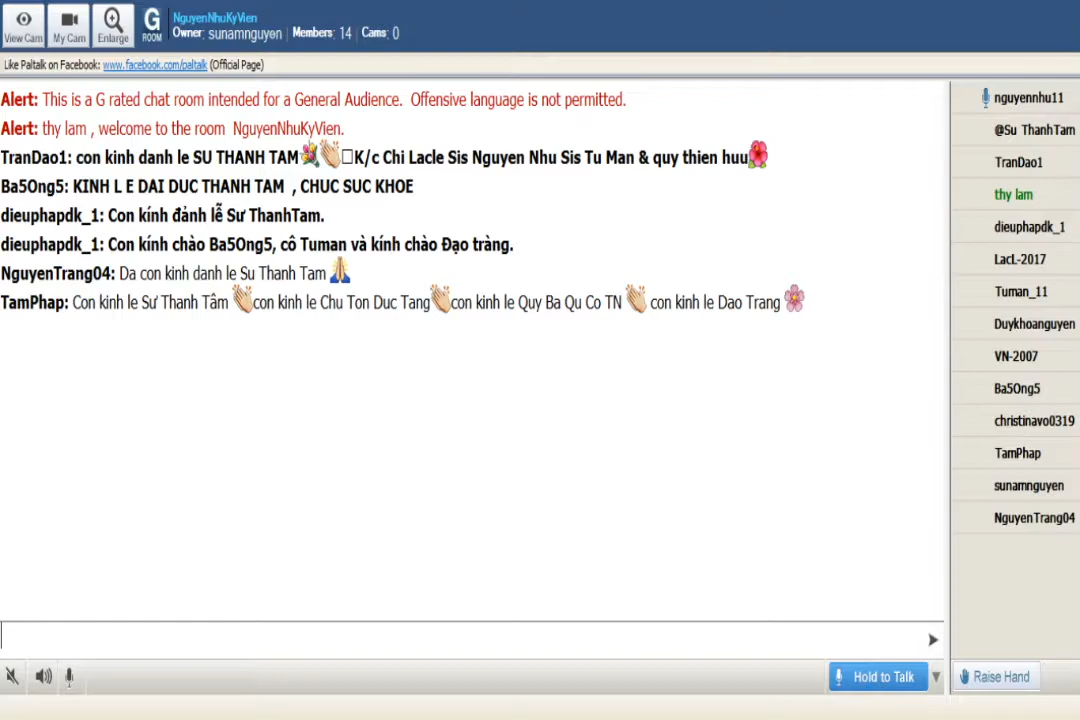 View Cam
My Cam
Enlarge
G
ROOM
NguyenNhuKyVien
Owner: sunamnguyen | Members: 14 | Cams: 0
Like Paltalk on Facebook: www.facebook.com/paltalk (Official Page)
Alert: This is a G rated chat room intended for a General Audience. Offensive language is not permitted.
Alert: thy lam , welcome to the room NguyenNhuKyVien.
TranDao1: con kinh danh le SU THANH TAM💐👏□K/c Chi Lacle Sis Nguyen Nhu Sis Tu Man & quy thien huu🌺
Ba5Ong5: KINH L E DAI DUC THANH TAM , CHUC SUC KHOE
dieuphapdk_1: Con kính đảnh lễ Sư ThanhTam.
dieuphapdk_1: Con kính chào Ba5Ong5, cô Tuman và kính chào Đạo tràng.
NguyenTrang04: Da con kinh danh le Su Thanh Tam 🙏
TamPhap: Con kinh le Sư Thanh Tâm 👏con kinh le Chu Ton Duc Tang👏con kinh le Quy Ba Qu Co TN 👏 con kinh le Dao Trang 🌸
nguyennhu11
@Su ThanhTam
TranDao1
thy lam
dieuphapdk_1
LacL-2017
Tuman_11
Duykhoanguyen
VN-2007
Ba5Ong5
christinavo0319
TamPhap
sunamnguyen
NguyenTrang04
Hold to Talk
Raise Hand